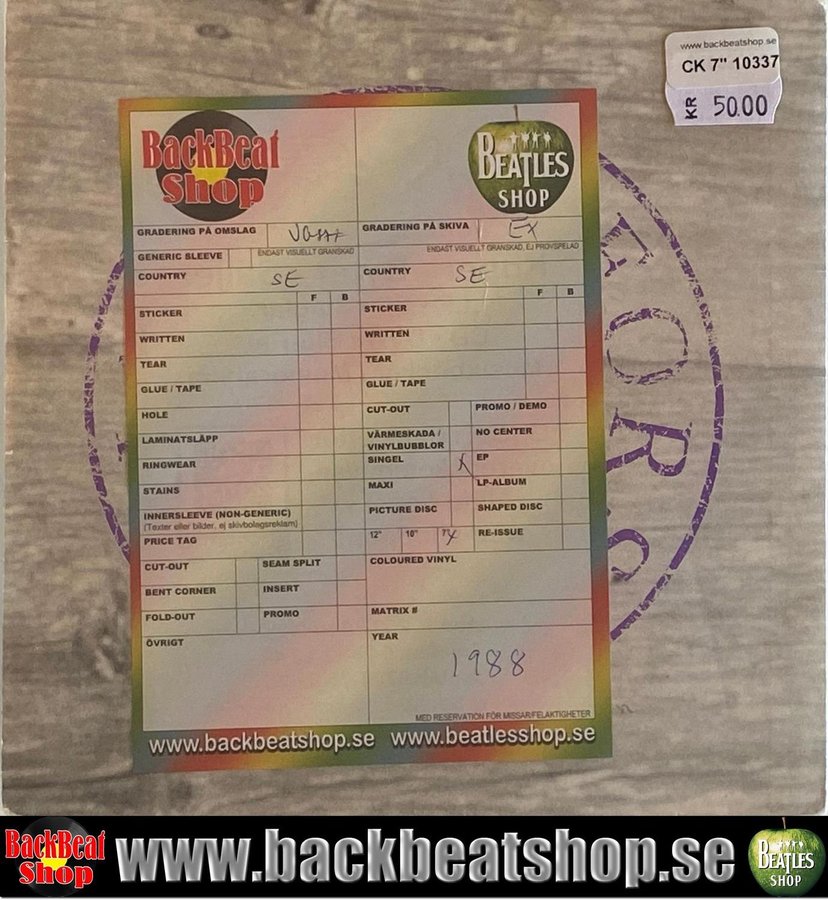 www.backbeatshop.se
CK 7" 10337
KR 50.00
BackBeat
Shop
BEATLES
SHOP
GRADERING PÅ OMSLAG
GRADERING PÅ SKIVA Ex
GENERIC SLEEVE ENDAST VISUELLT GRANSKAD
ENDAST VISUELLT GRANSKAD, EJ PROVSPELAD
COUNTRY SE
COUNTRY SE
F B
F B
STICKER
STICKER
WRITTEN
WRITTEN
TEAR
TEAR
GLUE / TAPE
GLUE / TAPE
HOLE
CUT-OUT PROMO / DEMO
LAMINATSLÄPP
VÄRMESKADA /
VINYLBUBBLOR
NO CENTER
RINGWEAR
SINGEL X EP
STAINS
MAXI LP-ALBUM
INNERSLEEVE (NON-GENERIC)
(Texter eller bilder, ej skivbolagsreklam)
PICTURE DISC SHAPED DISC
PRICE TAG
12" 10" 7" RE-ISSUE
CUT-OUT SEAM SPLIT
COLOURED VINYL
BENT CORNER INSERT
FOLD-OUT PROMO
MATRIX #
ÖVRIGT
YEAR
1988
MED RESERVATION FÖR MISSAR/FELAKTIGHETER
www.backbeatshop.se www.beatlesshop.se
EORG
BackBeat
Shop
www.backbeatshop.se
BEATLES
SHOP